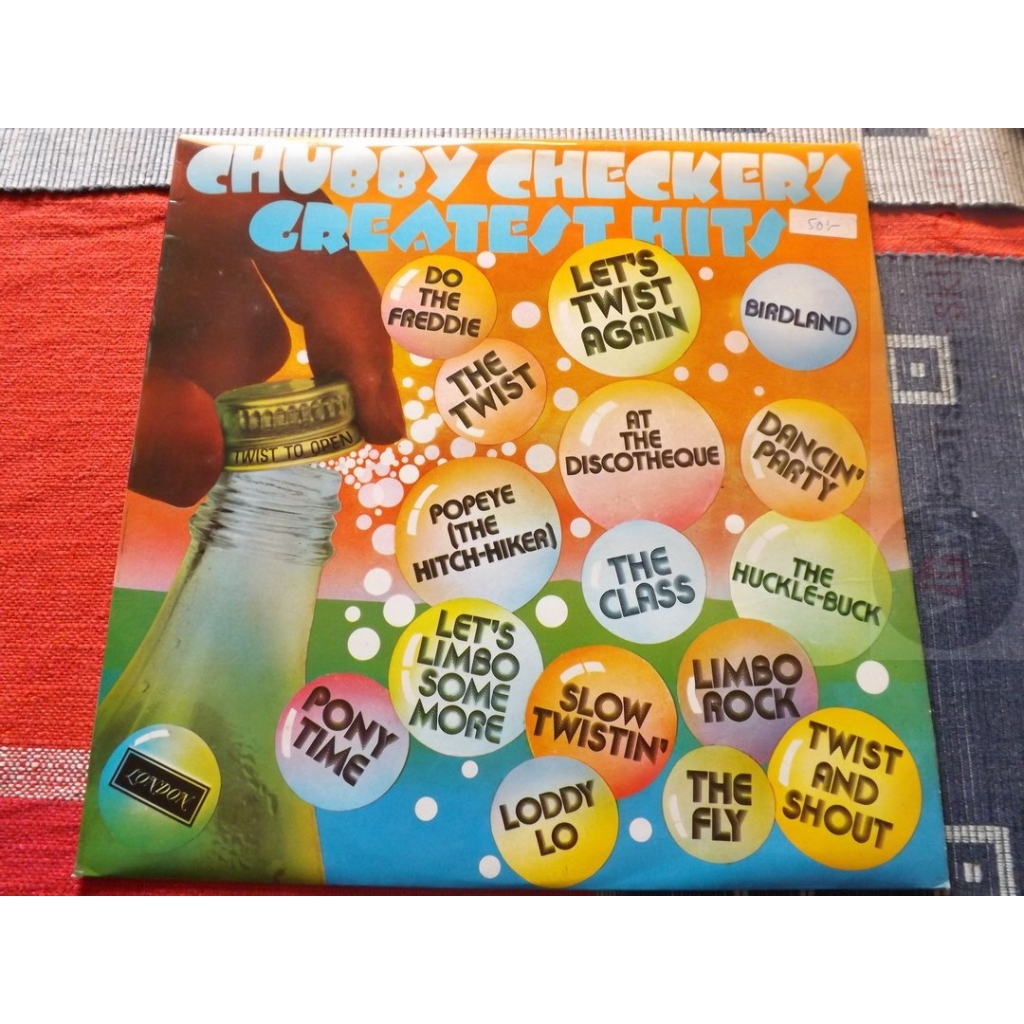 CHUBBY CHECKER'S
GREATEST HITS
50:-
DO
THE
FREDDIE
LET'S
TWIST
AGAIN
BIRDLAND
THE
TWIST
AT
THE
DISCOTHEQUE
DANCIN'
PARTY
TWIST TO OPEN
POPEYE
(THE
HITCH-HIKER)
THE
CLASS
THE
HUCKLE-BUCK
LET'S
LIMBO
SOME
MORE
LIMBO
ROCK
PONY
TIME
SLOW
TWISTIN'
TWIST
AND
SHOUT
LONDON
LODDY
LO
THE
FLY